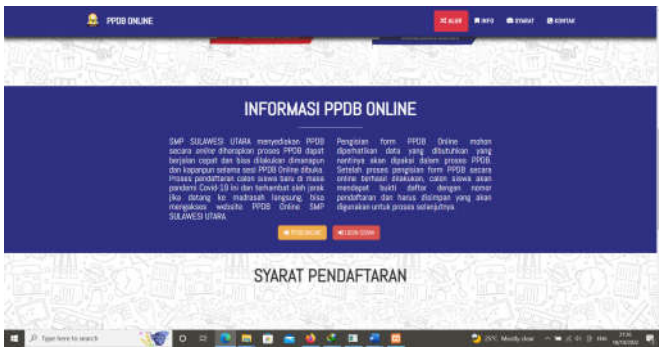 PPDB ONLINE
ALUR INFO SYARAT KONTAK
INFORMASI PPDB ONLINE
SMP SULAWESI UTARA menyediakan PPDB
secara online diharapkan proses PPDB dapat
berjalan cepat dan bisa dilakukan dimanapun
dan kapanpun selama sesi PPDB Online dibuka.
Proses pendaftaran calon siswa baru di masa
pandemi Covid-19 ini dan terhambat oleh jarak
jika datang ke madrasah langsung, bisa
mengakses website PPDB Online SMP
SULAWESI UTARA
Pengisian form PPDB Online mohon
diperhatikan data yang dibutuhkan yang
nantinya akan dipakai dalam proses PPDB.
Setelah proses pengisian form PPDB secara
online berhasil dilakukan, calon siswa akan
mendapat bukti daftar dengan nomor
pendaftaran dan harus disimpan yang akan
digunakan untuk proses selanjutnya.
LOGIN SISWA
SYARAT PENDAFTARAN
Type here to search
25°C Mostly clear